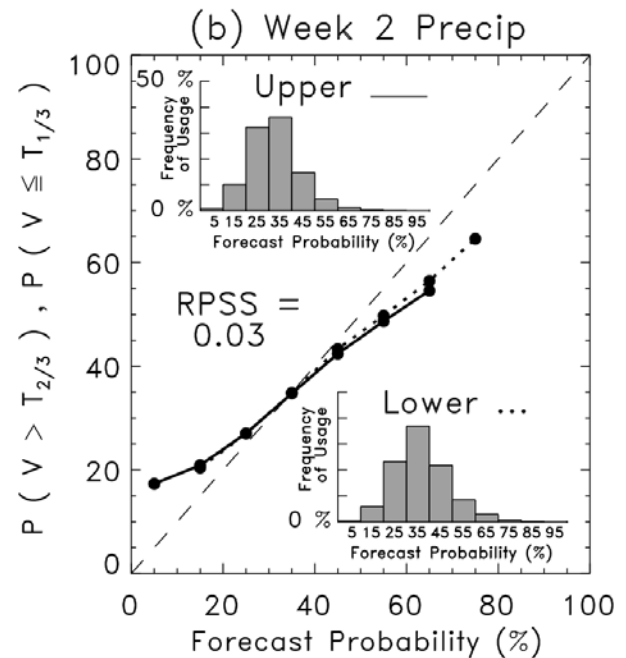 (b) Week 2 Precip
P ( V > T2/3) , P ( V ≦ T1/3)
100
80
60
40
20
0
50 %
Upper ___
Frequency
of Usage
0 %
5 15 25 35 45 55 65 75 85 95
Forecast Probability (%)
RPSS =
0.03
Lower ...
Frequency
of Usage
0 %
5 15 25 35 45 55 65 75 85 95
Forecast Probability (%)
0 20 40 60 80 100
Forecast Probability (%)